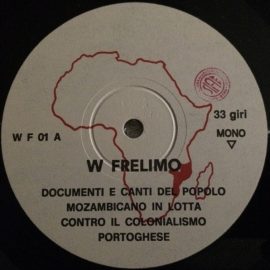 33 giri
W F 01 A
MONO
W FRELIMO
DOCUMENTI E CANTI DEL POPOLO
MOZAMBICANO IN LOTTA
CONTRO IL COLONIALISMO
PORTOGHESE